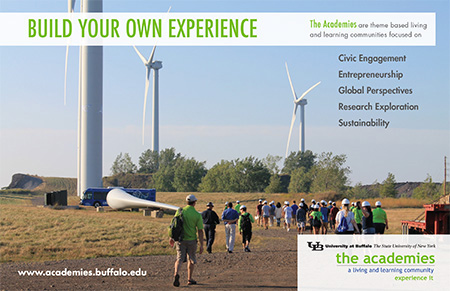 BUILD YOUR OWN EXPERIENCE
The Academies are theme based living
and learning communities focused on
Civic Engagement
Entrepreneurship
Global Perspectives
Research Exploration
Sustainability
UB University at Buffalo The State University of New York
the academies
a living and learning community
experience it
www.academies.buffalo.edu